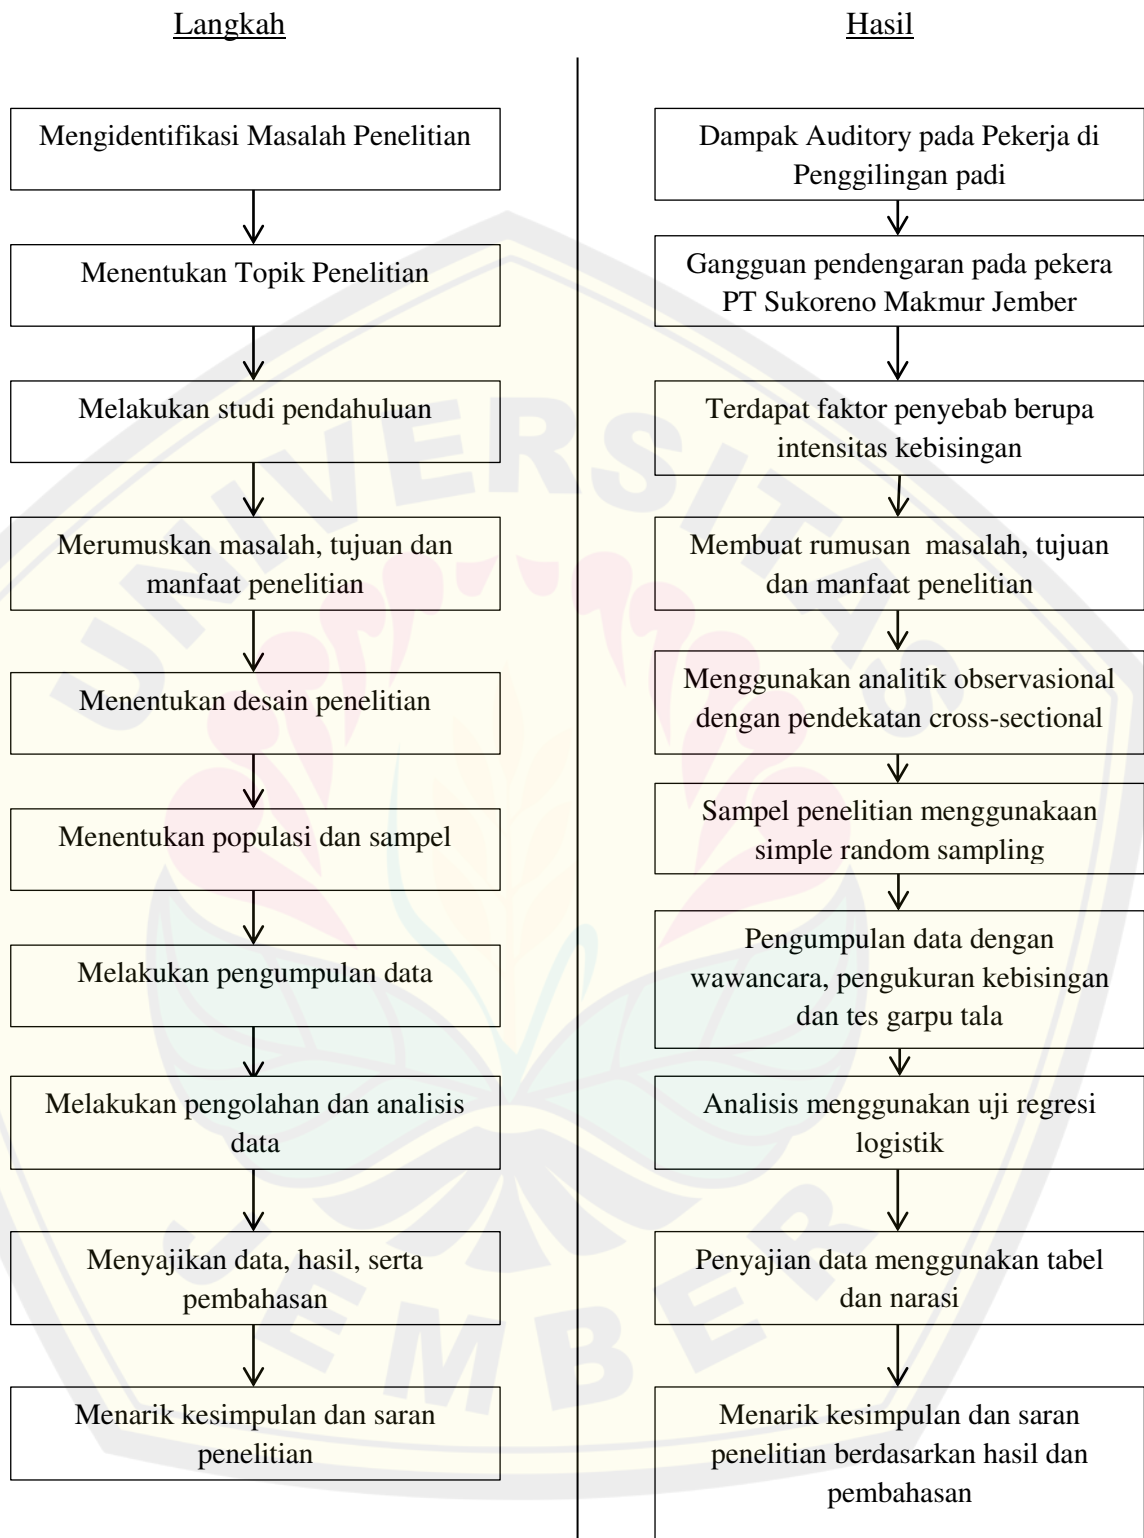 Langkah
Hasil
Mengidentifikasi Masalah Penelitian
Dampak Auditory pada Pekerja di
Penggilingan padi
Menentukan Topik Penelitian
Gangguan pendengaran pada pekera
PT Sukoreno Makmur Jember
Melakukan studi pendahuluan
Terdapat faktor penyebab berupa
intensitas kebisingan
Merumuskan masalah, tujuan dan
manfaat penelitian
Membuat rumusan  masalah, tujuan
dan manfaat penelitian
Menentukan desain penelitian
Menggunakan analitik observasional
dengan pendekatan cross-sectional
Menentukan populasi dan sampel
Sampel penelitian menggunakaan
simple random sampling
Melakukan pengumpulan data
Pengumpulan data dengan
wawancara, pengukuran kebisingan
dan tes garpu tala
Melakukan pengolahan dan analisis
data
Analisis menggunakan uji regresi
logistik
Menyajikan data, hasil, serta
pembahasan
Penyajian data menggunakan tabel
dan narasi
Menarik kesimpulan dan saran
penelitian
Menarik kesimpulan dan saran
penelitian berdasarkan hasil dan
pembahasan
UNIVERSITAS
JEMBER